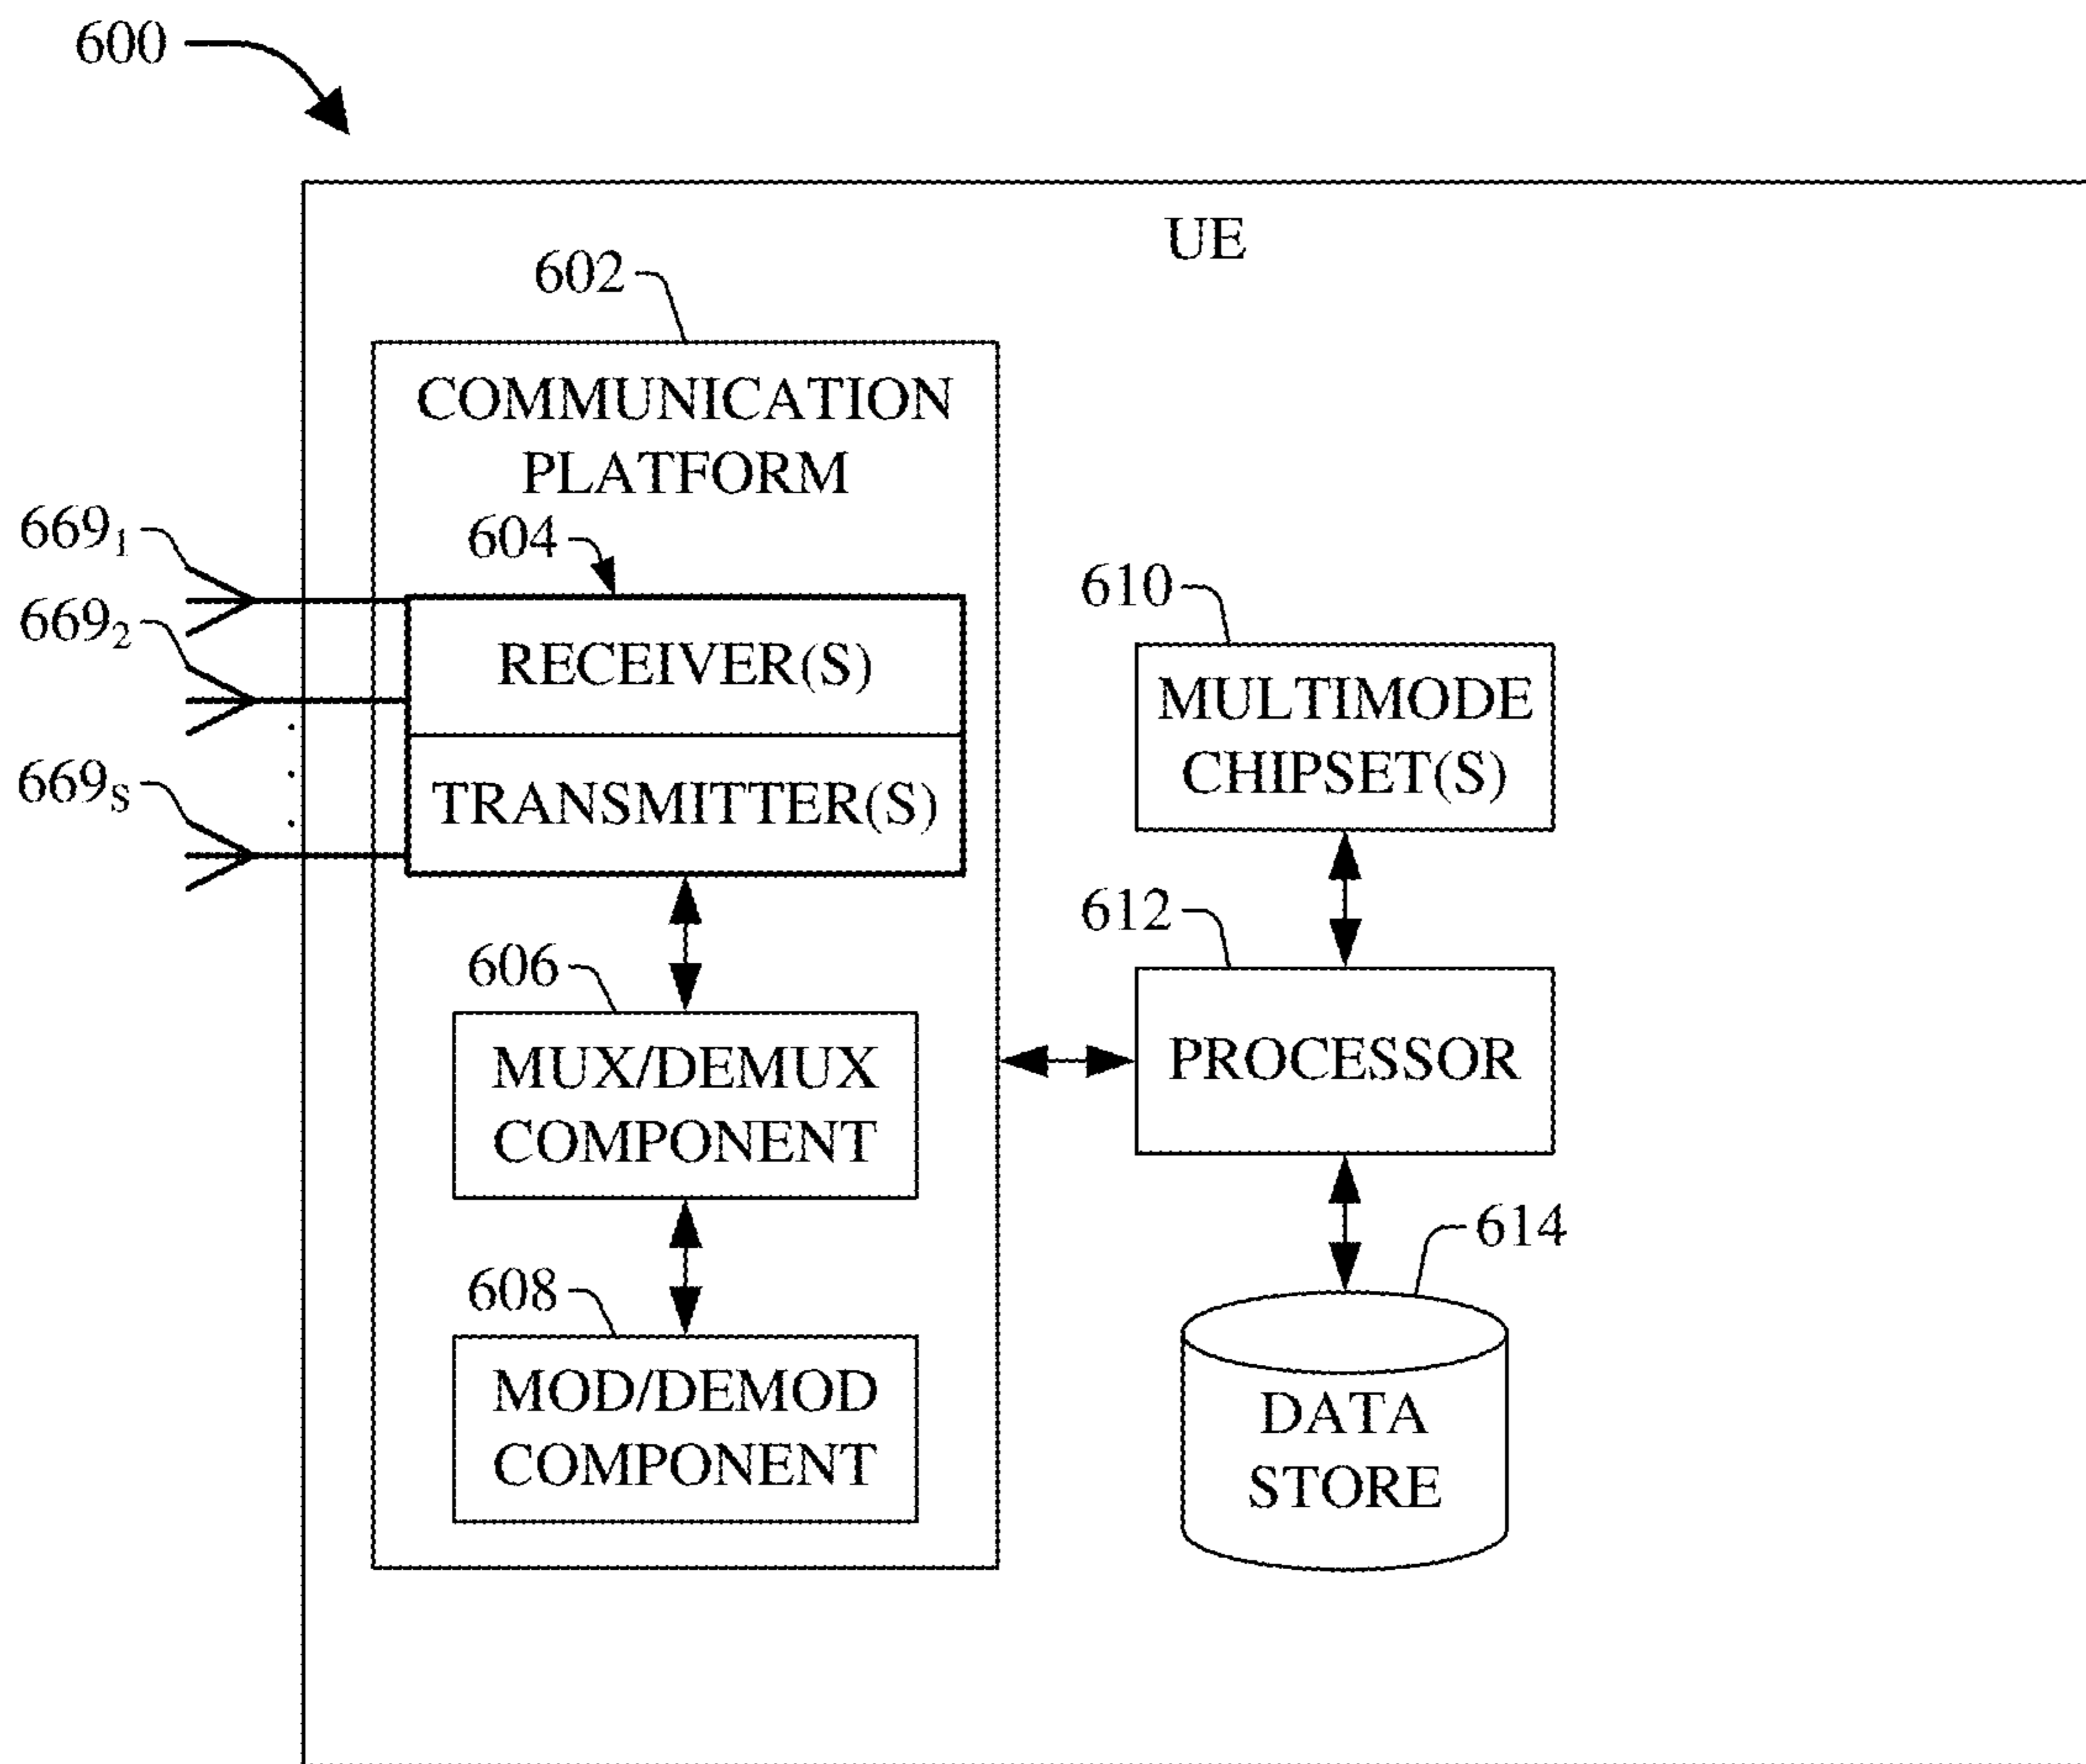 600
UE
602
COMMUNICATION
PLATFORM
669₁
604
669₂
RECEIVER(S)
669S
TRANSMITTER(S)
610
MULTIMODE
CHIPSET(S)
612
606
MUX/DEMUX
COMPONENT
PROCESSOR
614
608
MOD/DEMOD
COMPONENT
DATA
STORE